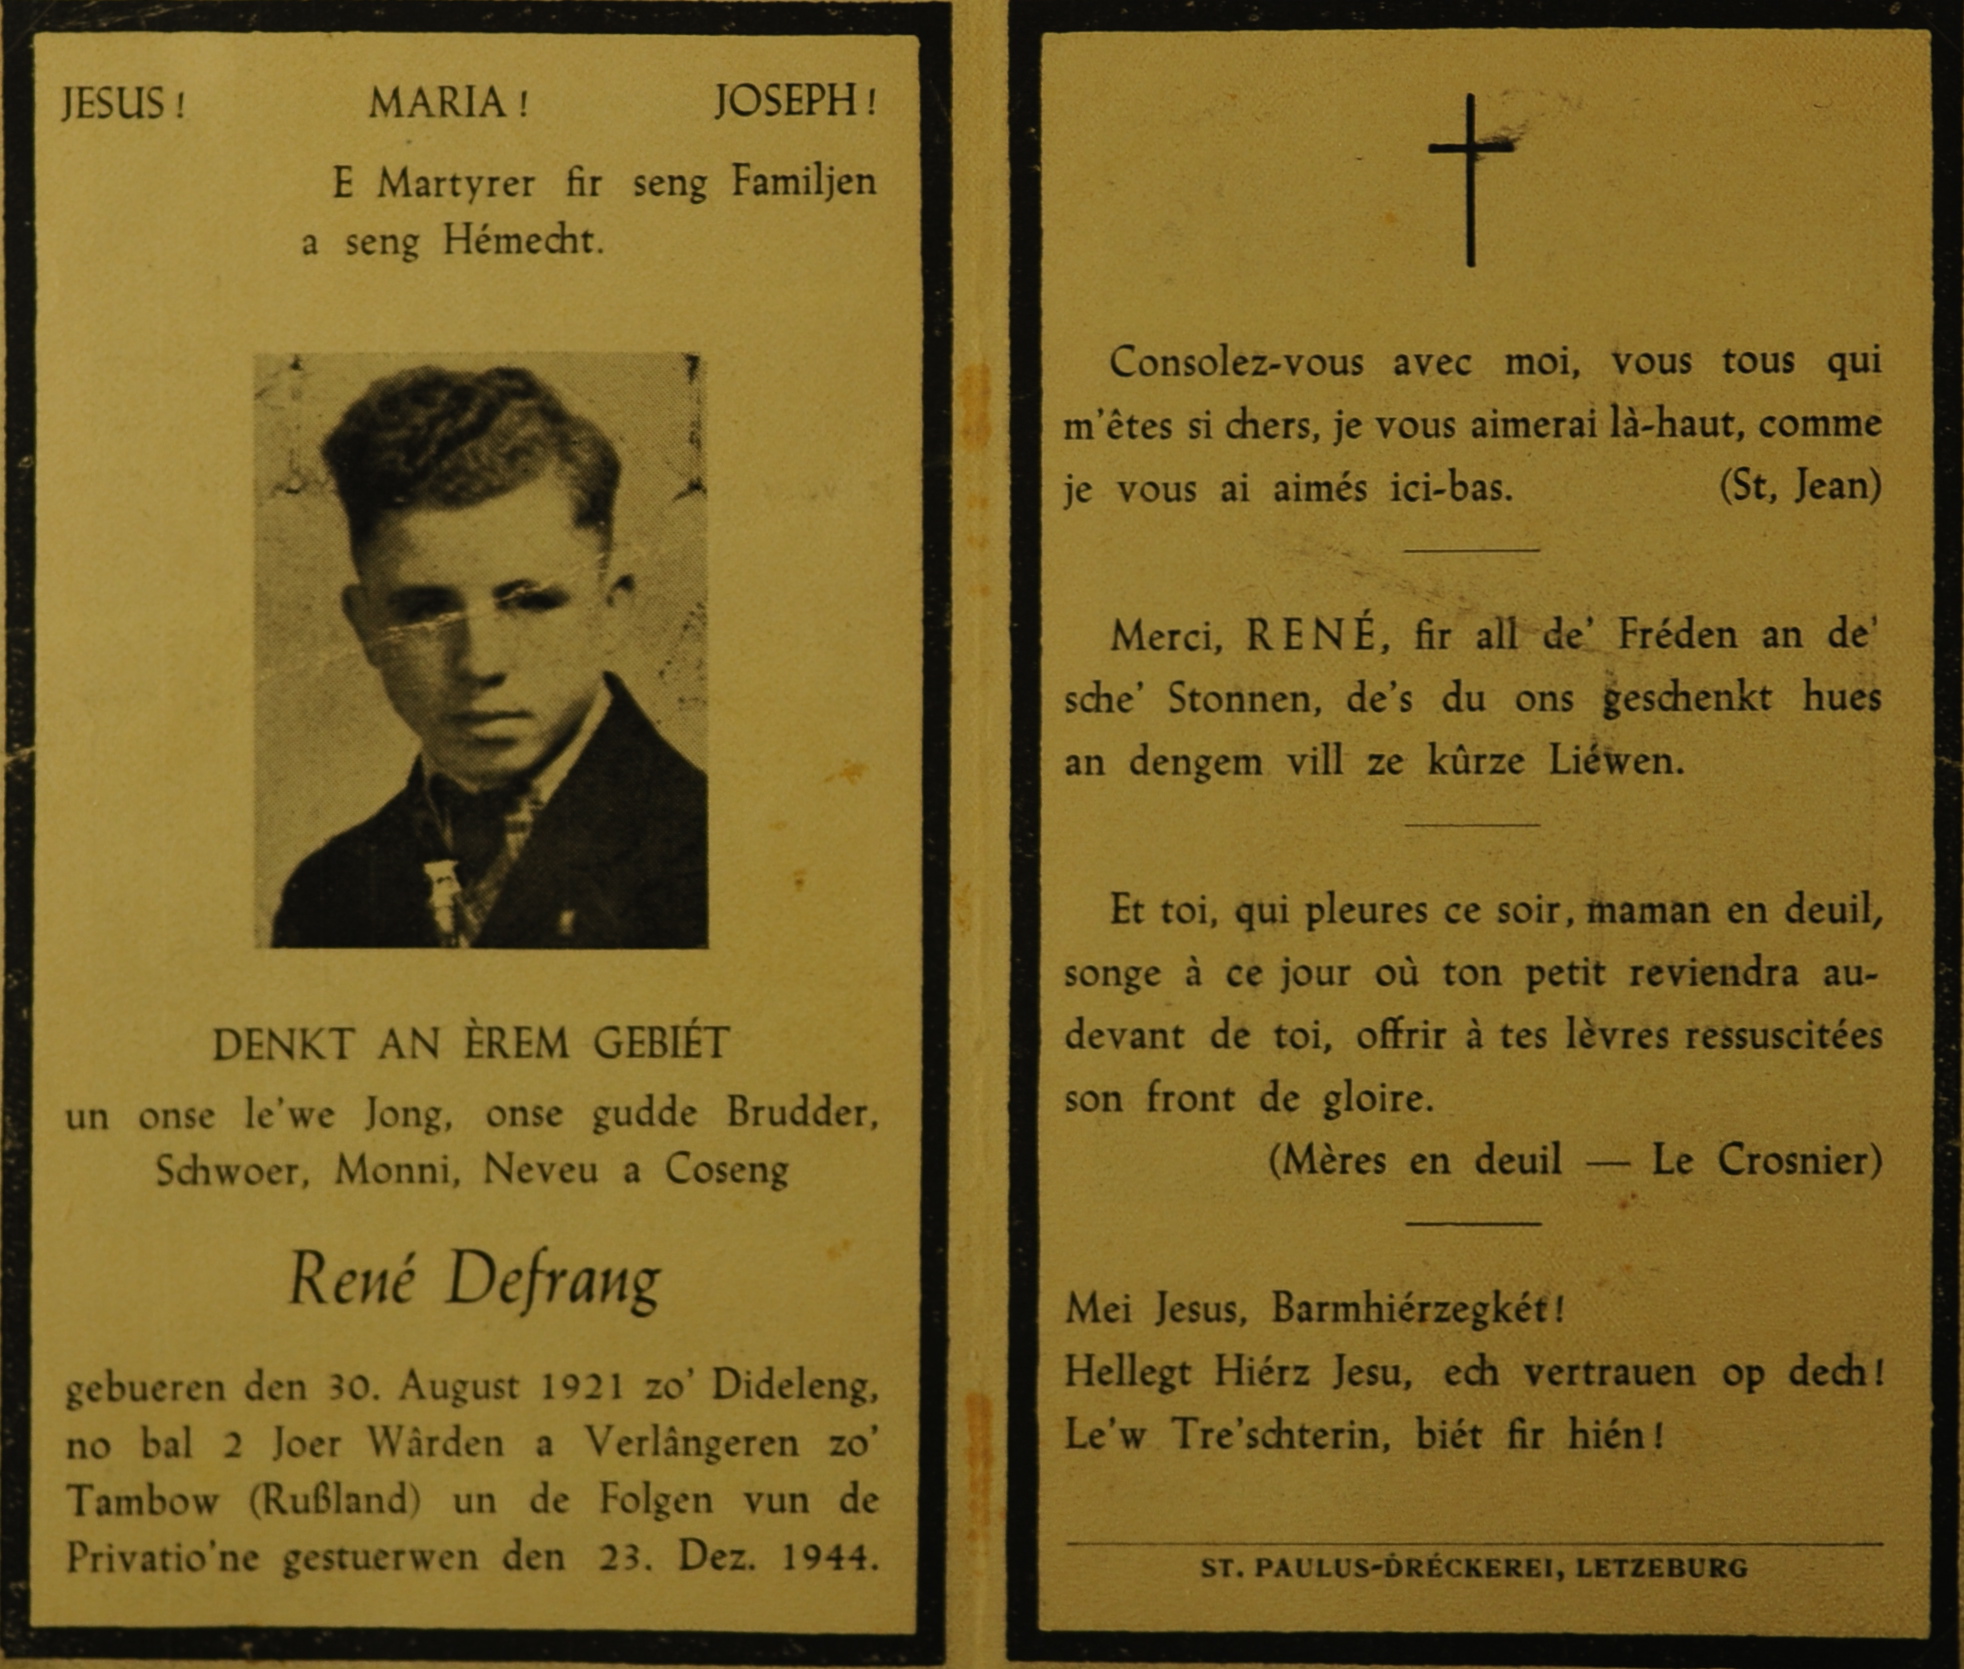 JESUS! MARIA! JOSEPH!
E Martyrer fir seng Familjen
a seng Hémecht.
DENKT AN ÈREM GEBIÉT
un onse le'we Jong, onse gudde Brudder,
Schwoer, Monni, Neveu a Coseng
René Defrang
gebueren den 30. August 1921 zo' Dideleng,
no bal 2 Joer Wârden a Verlângeren zo'
Tambow (Rußland) un de Folgen vun de
Privatio'ne gestuerwen den 23. Dez. 1944.
Consolez-vous avec moi, vous tous qui
m'êtes si chers, je vous aimerai là-haut, comme
je vous ai aimés ici-bas. (St, Jean)
Merci, RENÉ, fir all de' Fréden an de'
sche' Stonnen, de's du ons geschenkt hues
an dengem vill ze kûrze Liéwen.
Et toi, qui pleures ce soir, maman en deuil,
songe à ce jour où ton petit reviendra au-
devant de toi, offrir à tes lèvres ressuscitées
son front de gloire.
(Mères en deuil — Le Crosnier)
Mei Jesus, Barmhiérzegkét!
Hellegt Hiérz Jesu, ech vertrauen op dech!
Le'w Tre'schterin, biét fir hién!
ST. PAULUS-DRÉCKEREI, LETZEBURG